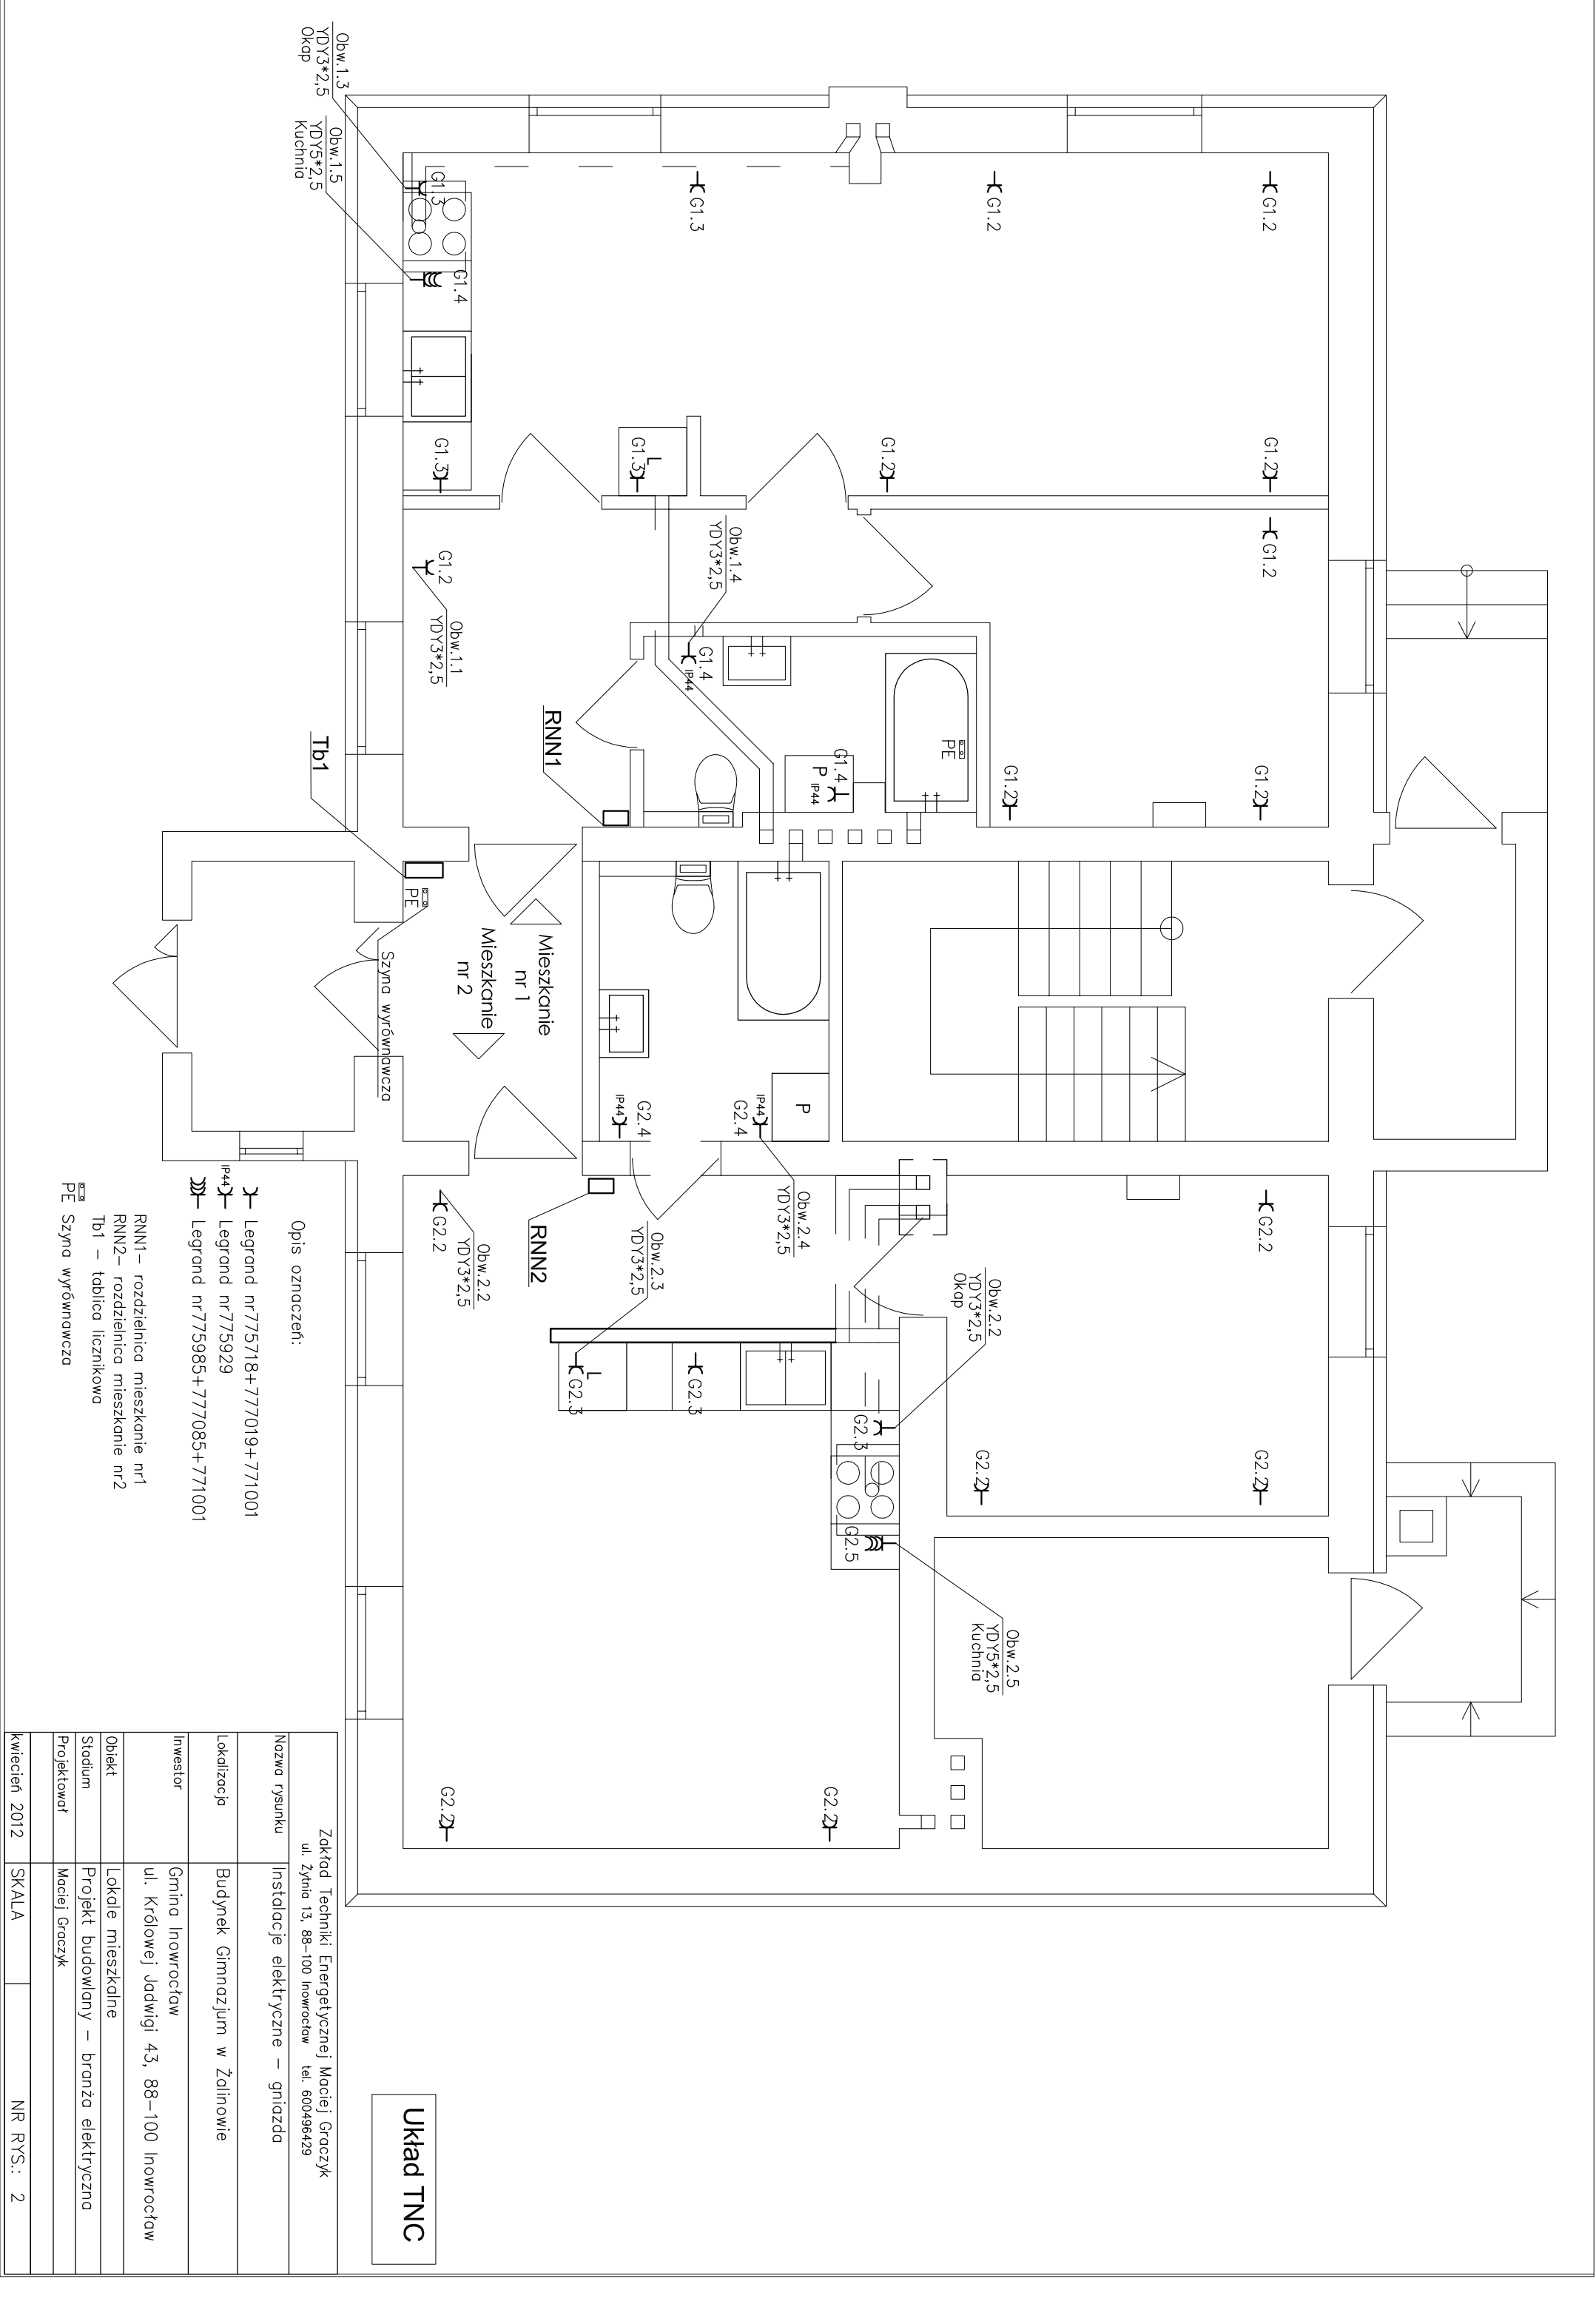 Obw.1.3
YDY3*2,5
Okap
Obw.1.5
YDY5*2,5
Kuchnia
G1.3
G1.4
G1.3
G1.2
G1.2
G1.3
G1.3
G1.2
G1.2
G1.2
G1.2
L
Obw.1.1
YDY3*2,5
Obw.1.4
YDY3*2,5
G1.4
IP44
G1.4
P
IP44
PE
G1.2
G1.2
RNN1
Tb1
PE
Szyna wyrównawcza
Mieszkanie
nr 1
Mieszkanie
nr 2
P
IP44
G2.4
IP44
G2.4
Obw.2.4
YDY3*2,5
Obw.2.3
YDY3*2,5
RNN2
G2.2
Obw.2.2
YDY3*2,5
G2.2
Obw.2.2
YDY3*2,5
Okap
L
G2.3
G2.3
G2.3
G2.5
G2.2
G2.2
Obw.2.5
YDY5*2,5
Kuchnia
G2.2
G2.2
Opis oznaczeń:
Legrand nr775718+777019+771001
IP44
Legrand nr775929
Legrand nr775985+777085+771001
RNN1- rozdzielnica mieszkanie nr1
RNN2- rozdzielnica mieszkanie nr2
Tb1 - tablica licznikowa
PE Szyna wyrównawcza
Układ TNC
Zakład Techniki Energetycznej Maciej Graczyk
ul. Żytnia 13, 88-100 Inowrocław tel. 600496429
Nazwa rysunku Instalacje elektryczne - gniazda
Lokalizacja Budynek Gimnazjum w Żalinowie
Inwestor Gmina Inowrocław
ul. Królowej Jadwigi 43, 88-100 Inowrocław
Obiekt Lokale mieszkalne
Stadium Projekt budowlany - branża elektryczna
Projektował Maciej Graczyk
kwiecień 2012 SKALA NR RYS.: 2